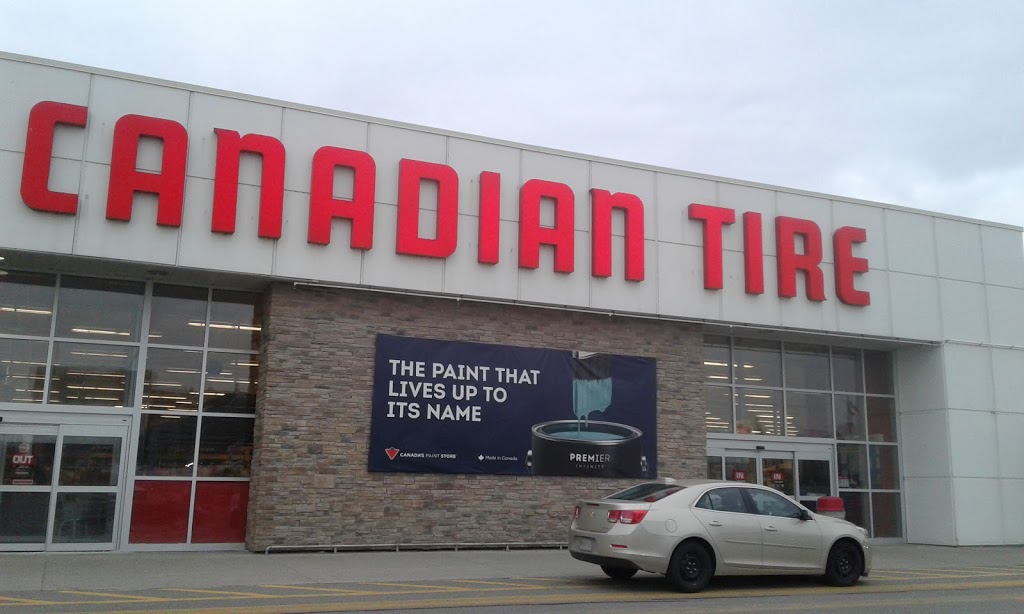 CANADIAN TIRE
THE PAINT THAT
LIVES UP TO
ITS NAME
CANADA'S PAINT STORE
Made in Canada
PREMIER
INFINITY
OUT
IN
IN